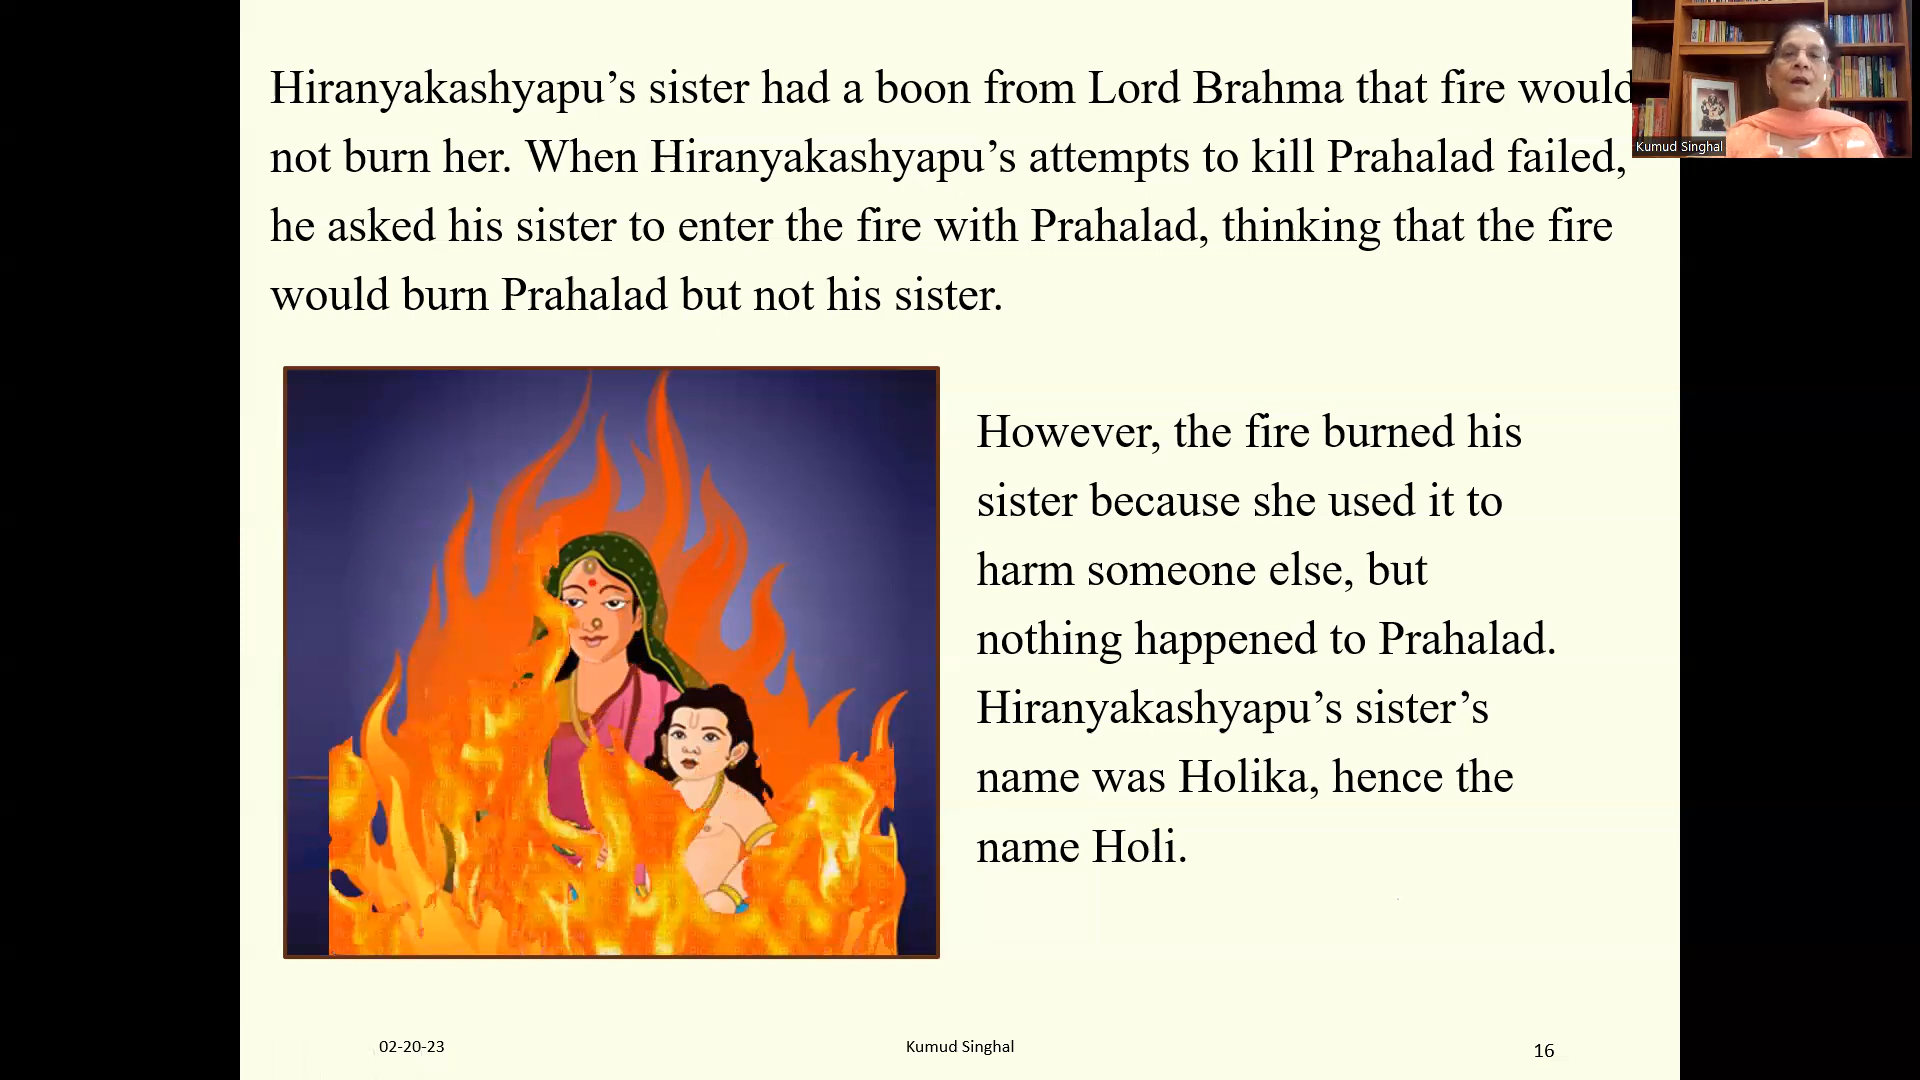 Hiranyakashyapu’s sister had a boon from Lord Brahma that fire would
not burn her. When Hiranyakashyapu’s attempts to kill Prahalad failed,
he asked his sister to enter the fire with Prahalad, thinking that the fire
would burn Prahalad but not his sister.
However, the fire burned his
sister because she used it to
harm someone else, but
nothing happened to Prahalad.
Hiranyakashyapu’s sister’s
name was Holika, hence the
name Holi.
Kumud Singhal
02-20-23
Kumud Singhal
16